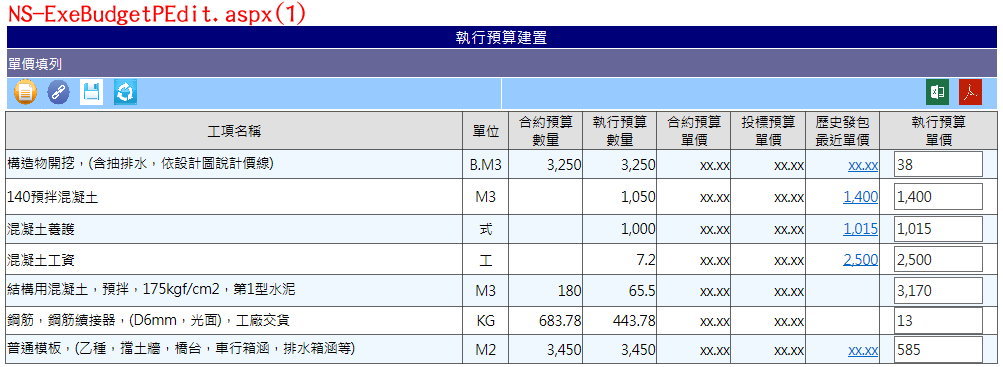 NS-ExeBudgetPEdit.aspx(1)
執行預算建置
單價填列
工項名稱 單位 合約預算數量 執行預算數量 合約預算單價 投標預算單價 歷史發包最近單價 執行預算單價
構造物開挖，(含抽排水，依設計圖說計價線) B.M3 3,250 3,250 xx.xx xx.xx xx.xx 38
140預拌混凝土 M3 1,050 xx.xx xx.xx 1,400 1,400
混凝土養護 式 1,000 xx.xx xx.xx 1,015 1,015
混凝土工資 工 7.2 xx.xx xx.xx 2,500 2,500
結構用混凝土，預拌，175kgf/cm2，第1型水泥 M3 180 65.5 xx.xx xx.xx 3,170
鋼筋，鋼筋續接器，(D6mm，光面)，工廠交貨 KG 683.78 443.78 xx.xx xx.xx 13
普通模板，(乙種，擋土牆，橋台，車行箱涵，排水箱涵等) M2 3,450 3,450 xx.xx xx.xx xx.xx 585